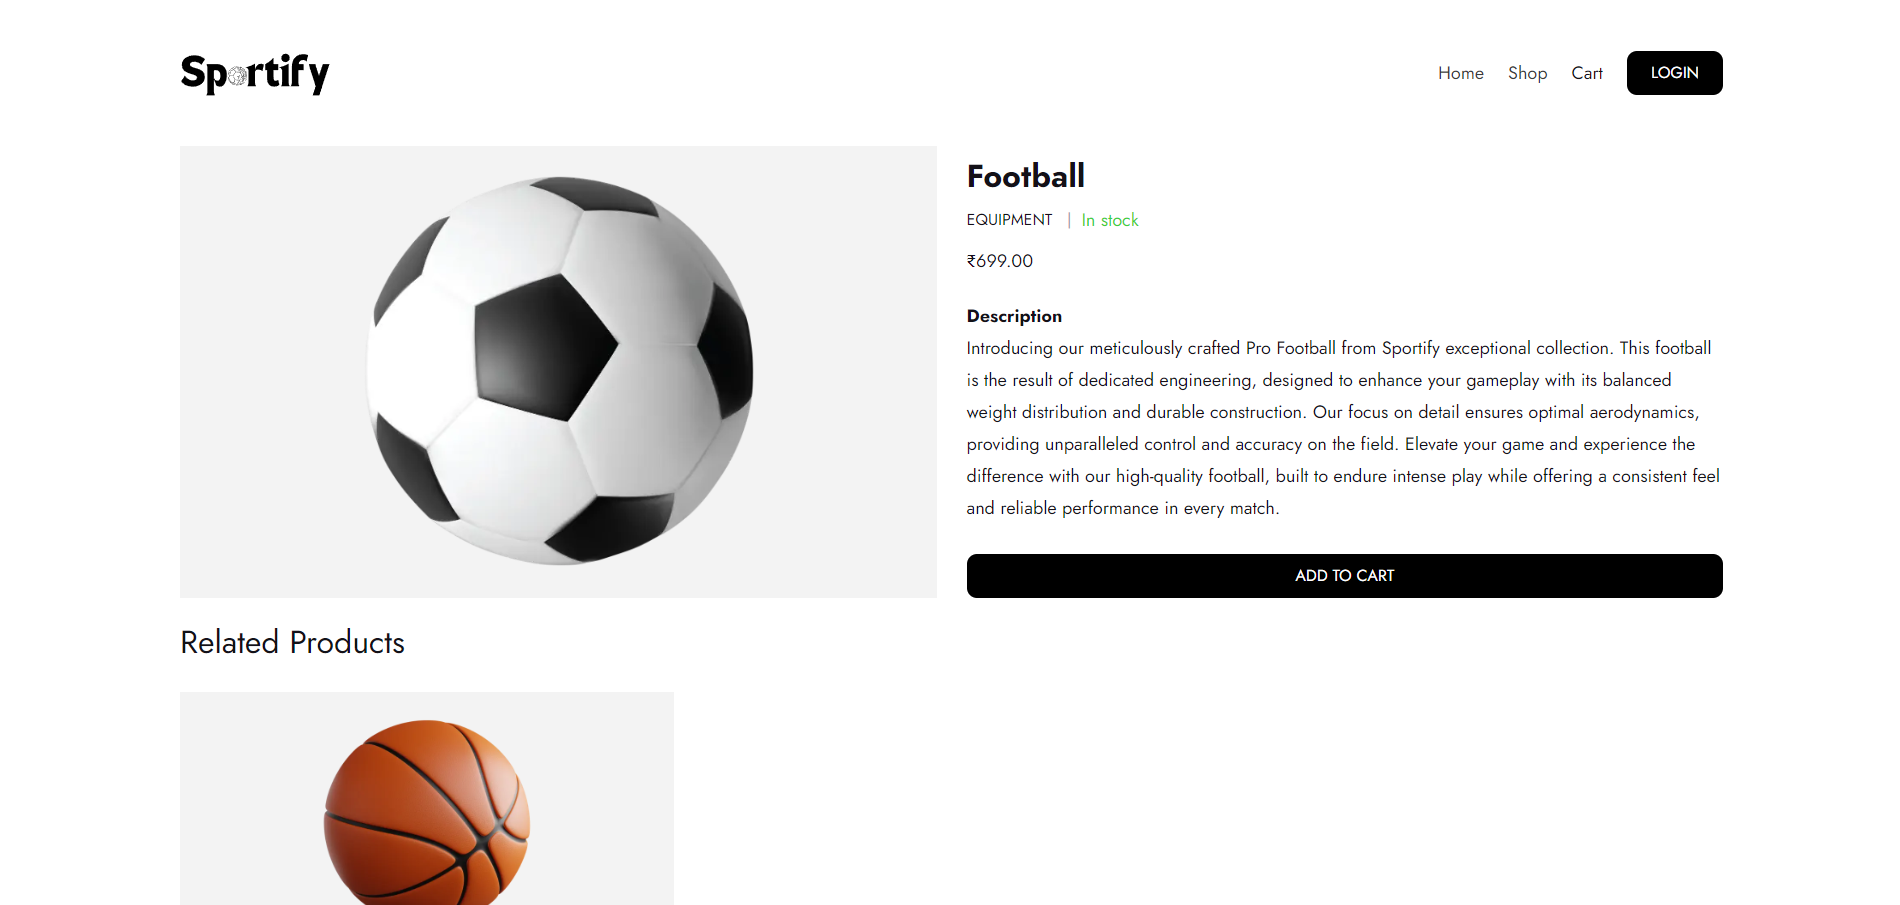 Sportify
Home Shop Cart LOGIN
Football
EQUIPMENT | In stock
₹699.00
Description
Introducing our meticulously crafted Pro Football from Sportify exceptional collection. This football
is the result of dedicated engineering, designed to enhance your gameplay with its balanced
weight distribution and durable construction. Our focus on detail ensures optimal aerodynamics,
providing unparalleled control and accuracy on the field. Elevate your game and experience the
difference with our high-quality football, built to endure intense play while offering a consistent feel
and reliable performance in every match.
ADD TO CART
Related Products